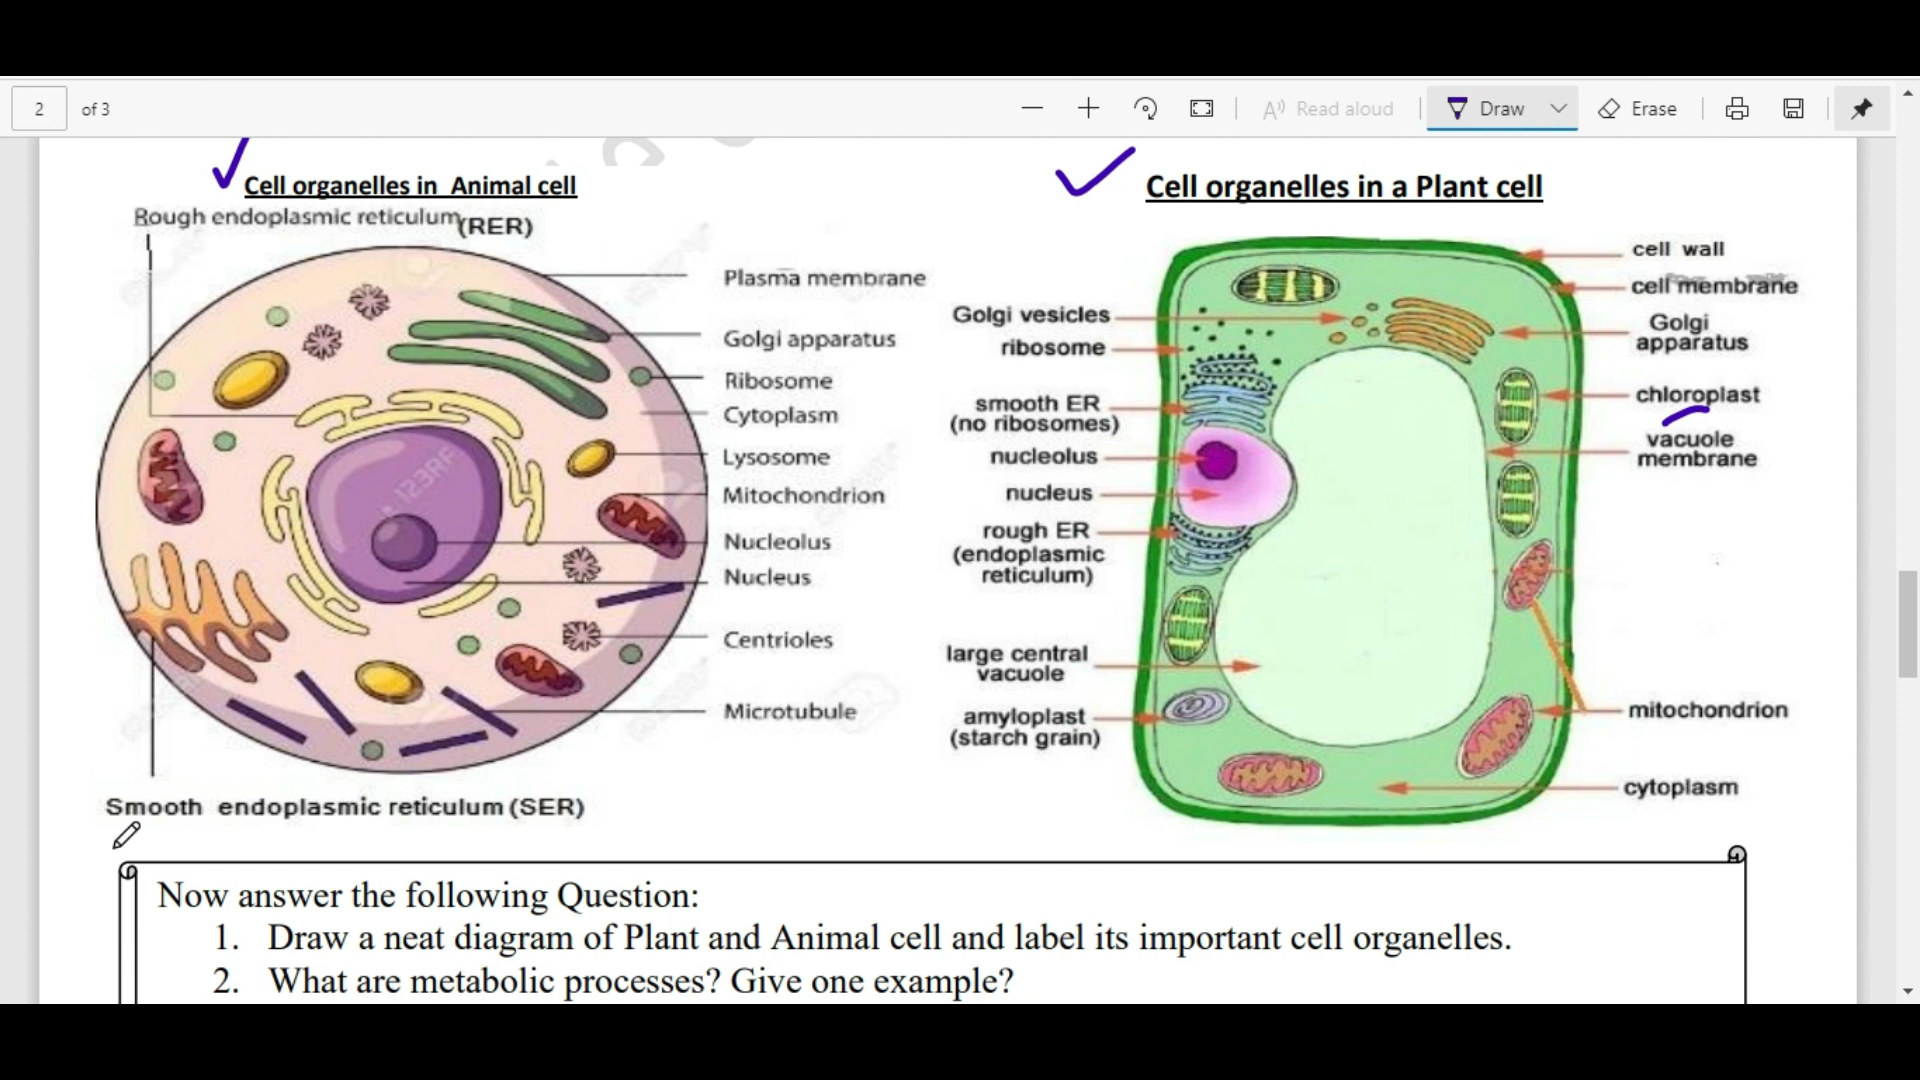 2 of 3
Read aloud
Draw
Erase
Cell organelles in Animal cell
Rough endoplasmic reticulum (RER)
Plasma membrane
Golgi apparatus
Ribosome
Cytoplasm
Lysosome
Mitochondrion
Nucleolus
Nucleus
Centrioles
Microtubule
Smooth endoplasmic reticulum (SER)
123RF
Cell organelles in a Plant cell
Golgi vesicles
ribosome
smooth ER
(no ribosomes)
nucleolus
nucleus
rough ER
(endoplasmic
reticulum)
large central
vacuole
amyloplast
(starch grain)
cell wall
cell membrane
Golgi
apparatus
chloroplast
vacuole
membrane
mitochondrion
cytoplasm
Now answer the following Question:
1. Draw a neat diagram of Plant and Animal cell and label its important cell organelles.
2. What are metabolic processes? Give one example?